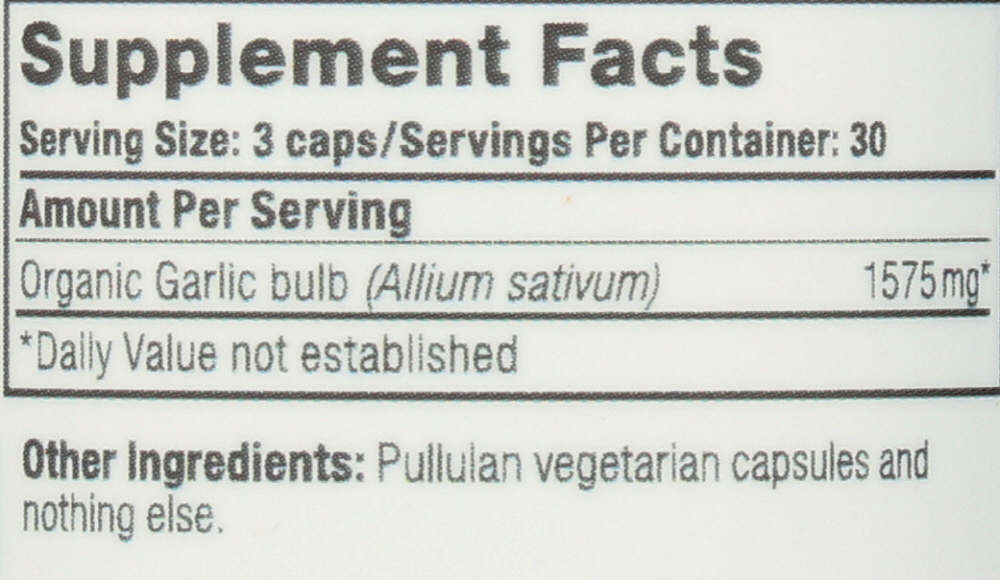 Supplement Facts
Serving Size: 3 caps/Servings Per Container: 30
Amount Per Serving
Organic Garlic bulb (Allium sativum) 1575mg*
*Daily Value not established
Other Ingredients: Pullulan vegetarian capsules and
nothing else.